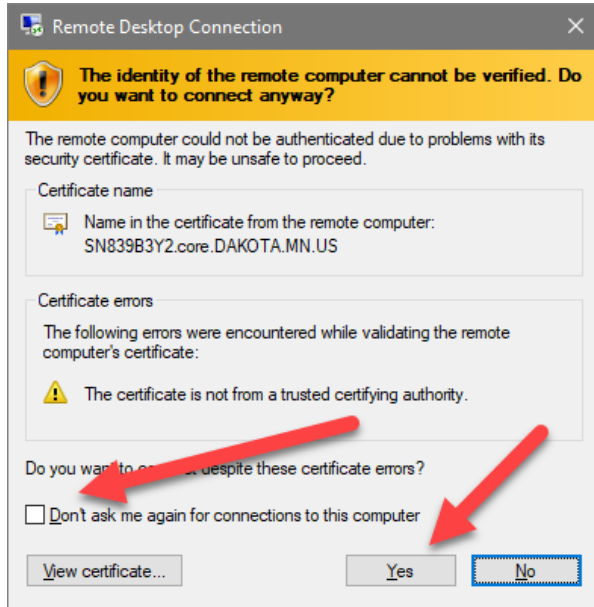 Remote Desktop Connection
The identity of the remote computer cannot be verified. Do
you want to connect anyway?
The remote computer could not be authenticated due to problems with its
security certificate. It may be unsafe to proceed.
Certificate name
Name in the certificate from the remote computer:
SN839B3Y2.core.DAKOTA.MN.US
Certificate errors
The following errors were encountered while validating the remote
computer's certificate:
The certificate is not from a trusted certifying authority.
Do you want to connect despite these certificate errors?
Don't ask me again for connections to this computer
View certificate...
Yes
No